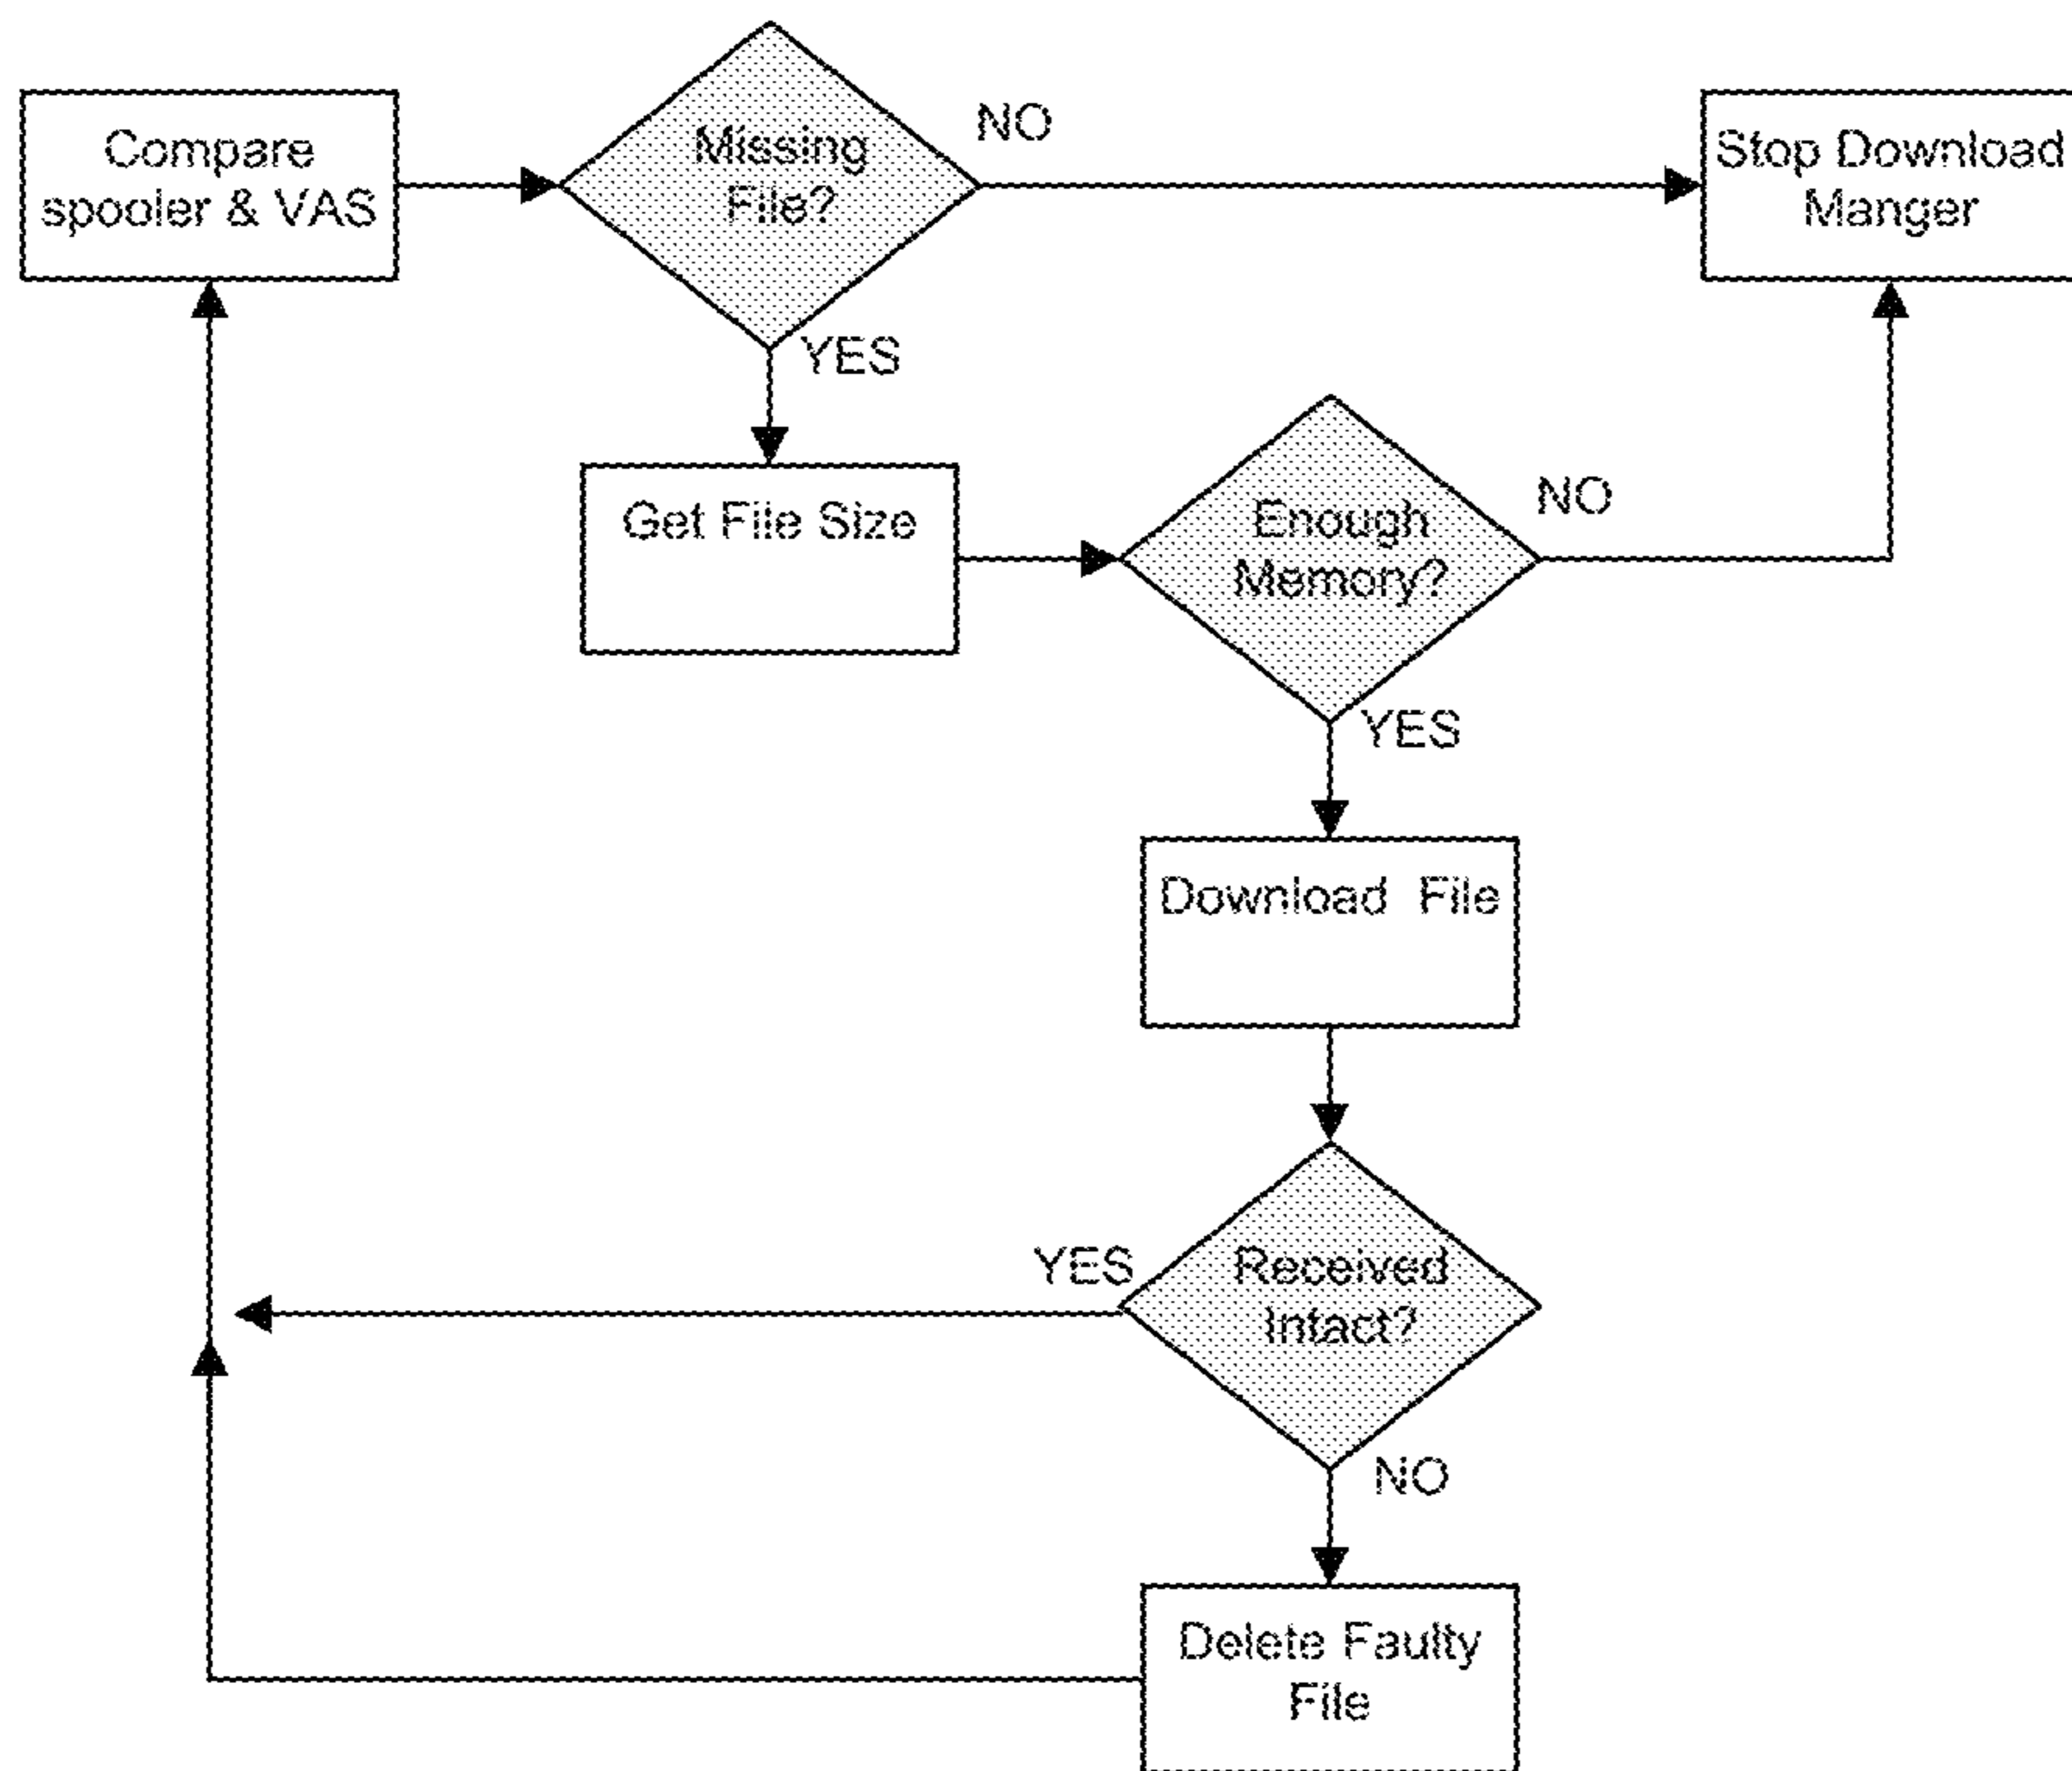 Compare
spooler & VAS
Missing
File?
NO
Stop Download
Manger
YES
Get File Size
Enough
Memory?
NO
YES
Download File
YES
Received
Intact?
NO
Delete Faulty
File